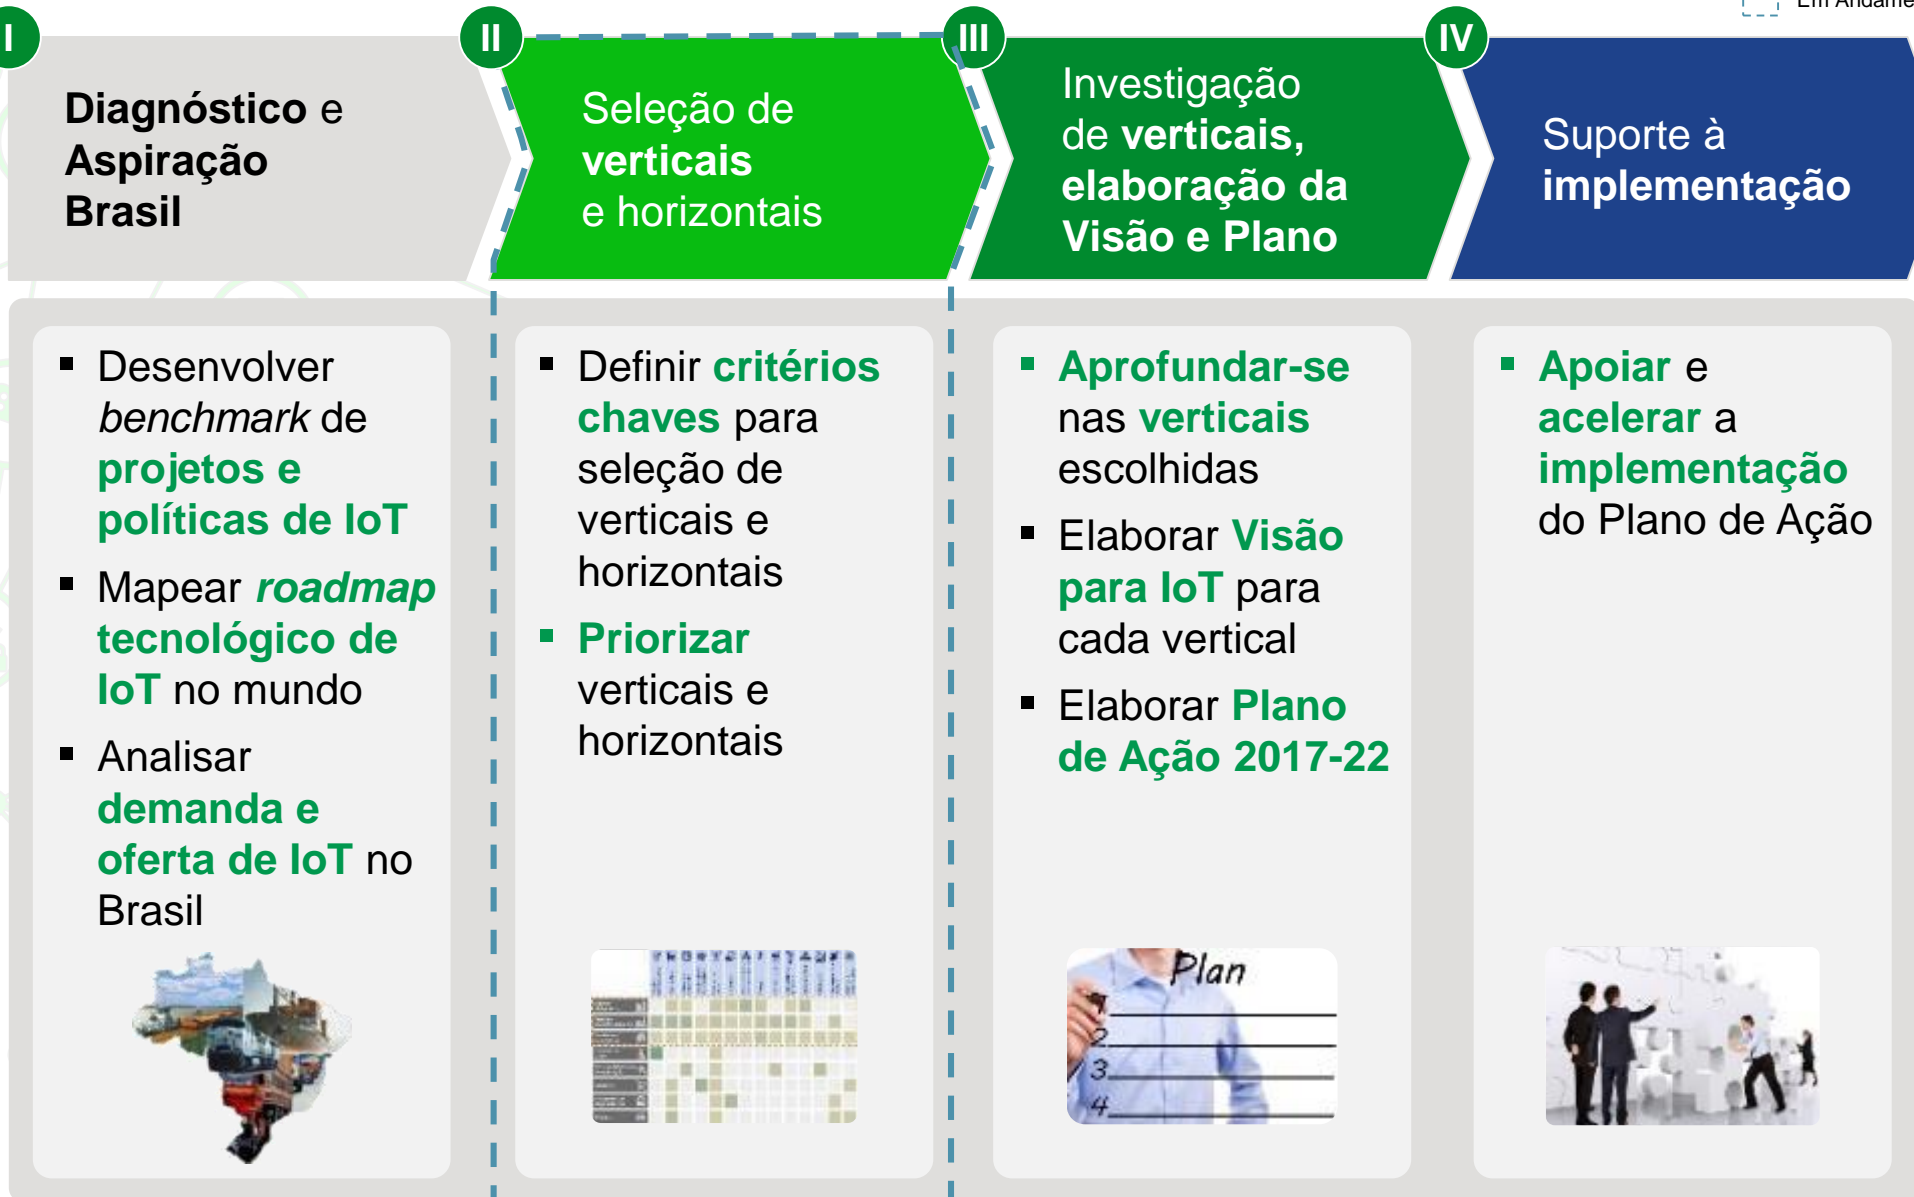 Em Andame
I
II
III
IV
Diagnóstico e
Aspiração
Brasil
Seleção de
verticais
e horizontais
Investigação
de verticais,
elaboração da
Visão e Plano
Suporte à
implementação
▪ Desenvolver
benchmark de
projetos e
políticas de IoT
▪ Mapear roadmap
tecnológico de
IoT no mundo
▪ Analisar
demanda e
oferta de IoT no
Brasil
▪ Definir critérios
chaves para
seleção de
verticais e
horizontais
▪ Priorizar
verticais e
horizontais
▪ Aprofundar-se
nas verticais
escolhidas
▪ Elaborar Visão
para IoT para
cada vertical
▪ Elaborar Plano
de Ação 2017-22
▪ Apoiar e
acelerar a
implementação
do Plano de Ação
Plan
1
2
3
4